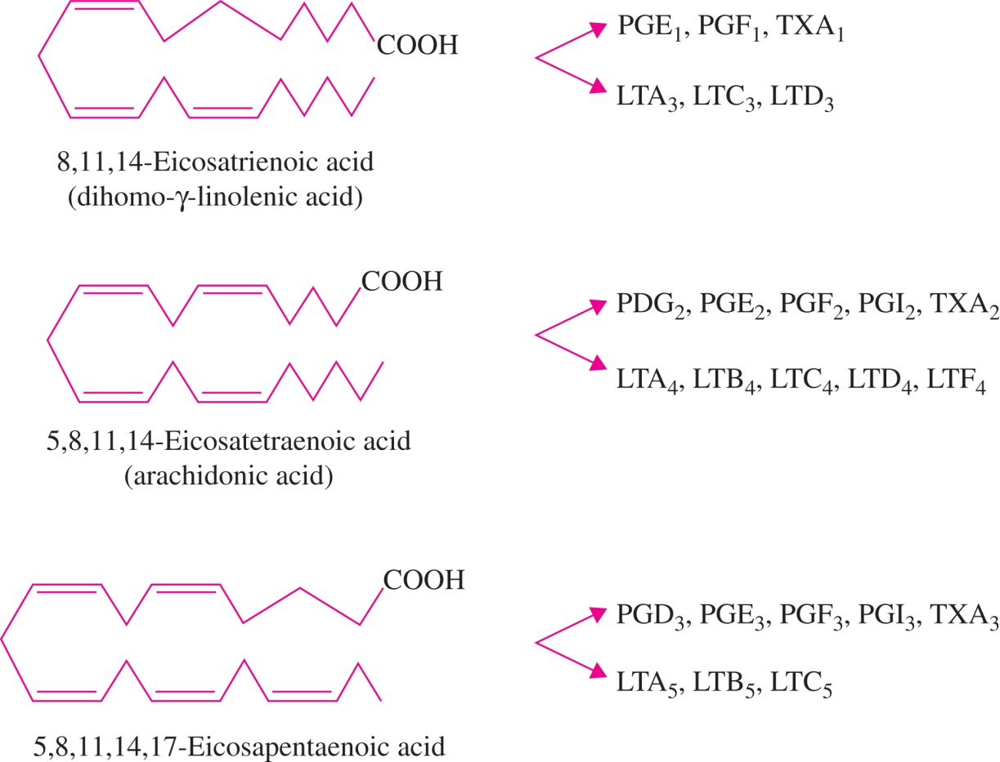 PGE₁, PGF₁, TXA₁
COOH
LTA₃, LTC₃, LTD₃
8,11,14-Eicosatrienoic acid
(dihomo-γ-linolenic acid)
COOH
PDG₂, PGE₂, PGF₂, PGI₂, TXA₂
LTA₄, LTB₄, LTC₄, LTD₄, LTF₄
5,8,11,14-Eicosatetraenoic acid
(arachidonic acid)
COOH
PGD₃, PGE₃, PGF₃, PGI₃, TXA₃
LTA₅, LTB₅, LTC₅
5,8,11,14,17-Eicosapentaenoic acid